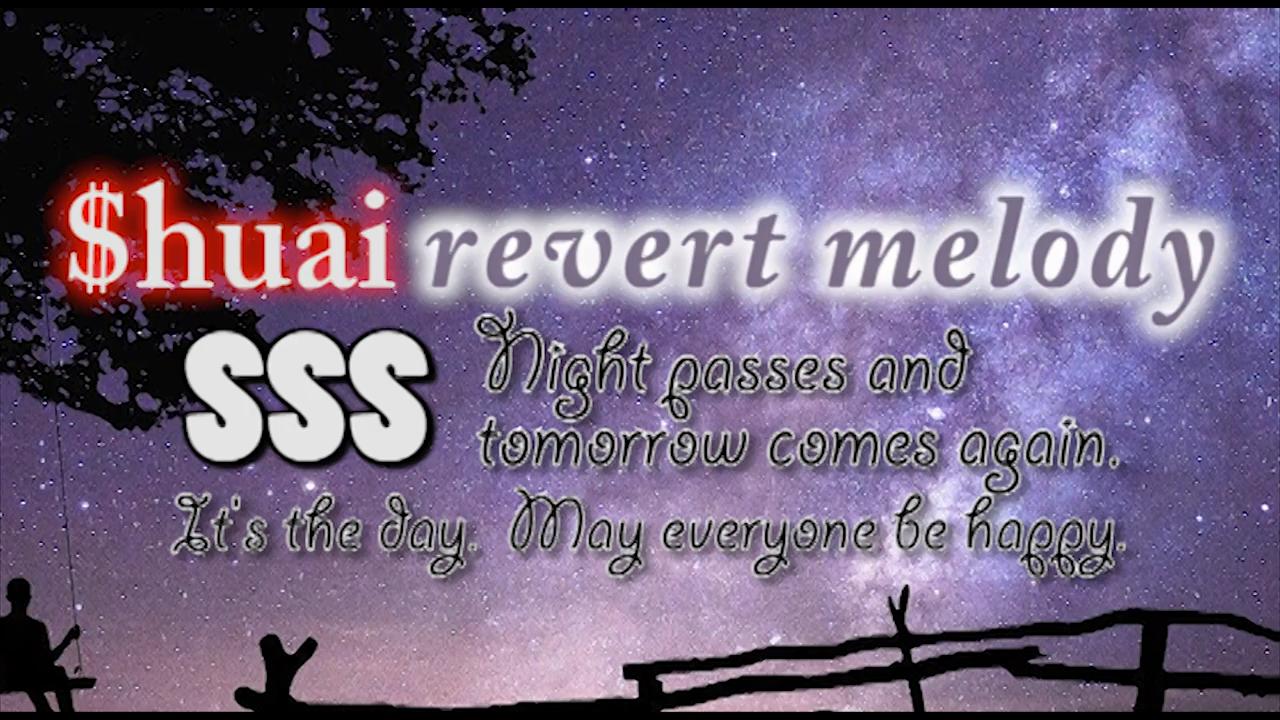 $huai revert melody
SSS
Night passes and
tomorrow comes again.
It's the day. May everyone be happy.